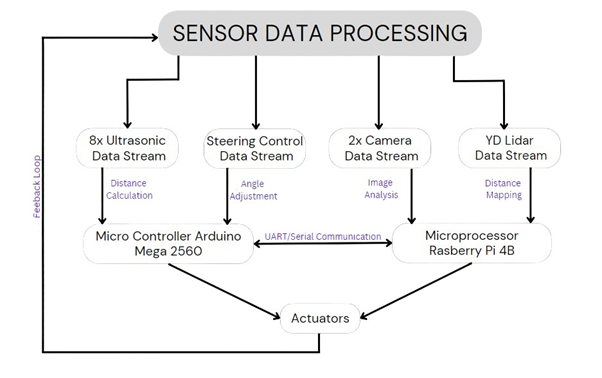 SENSOR DATA PROCESSING
8x Ultrasonic
Data Stream
Steering Control
Data Stream
2x Camera
Data Stream
YD Lidar
Data Stream
Distance
Calculation
Angle
Adjustment
Image
Analysis
Distance
Mapping
Feeback Loop
Micro Controller Arduino
Mega 2560
UART/Serial Communication
Microprocessor
Rasberry Pi 4B
Actuators